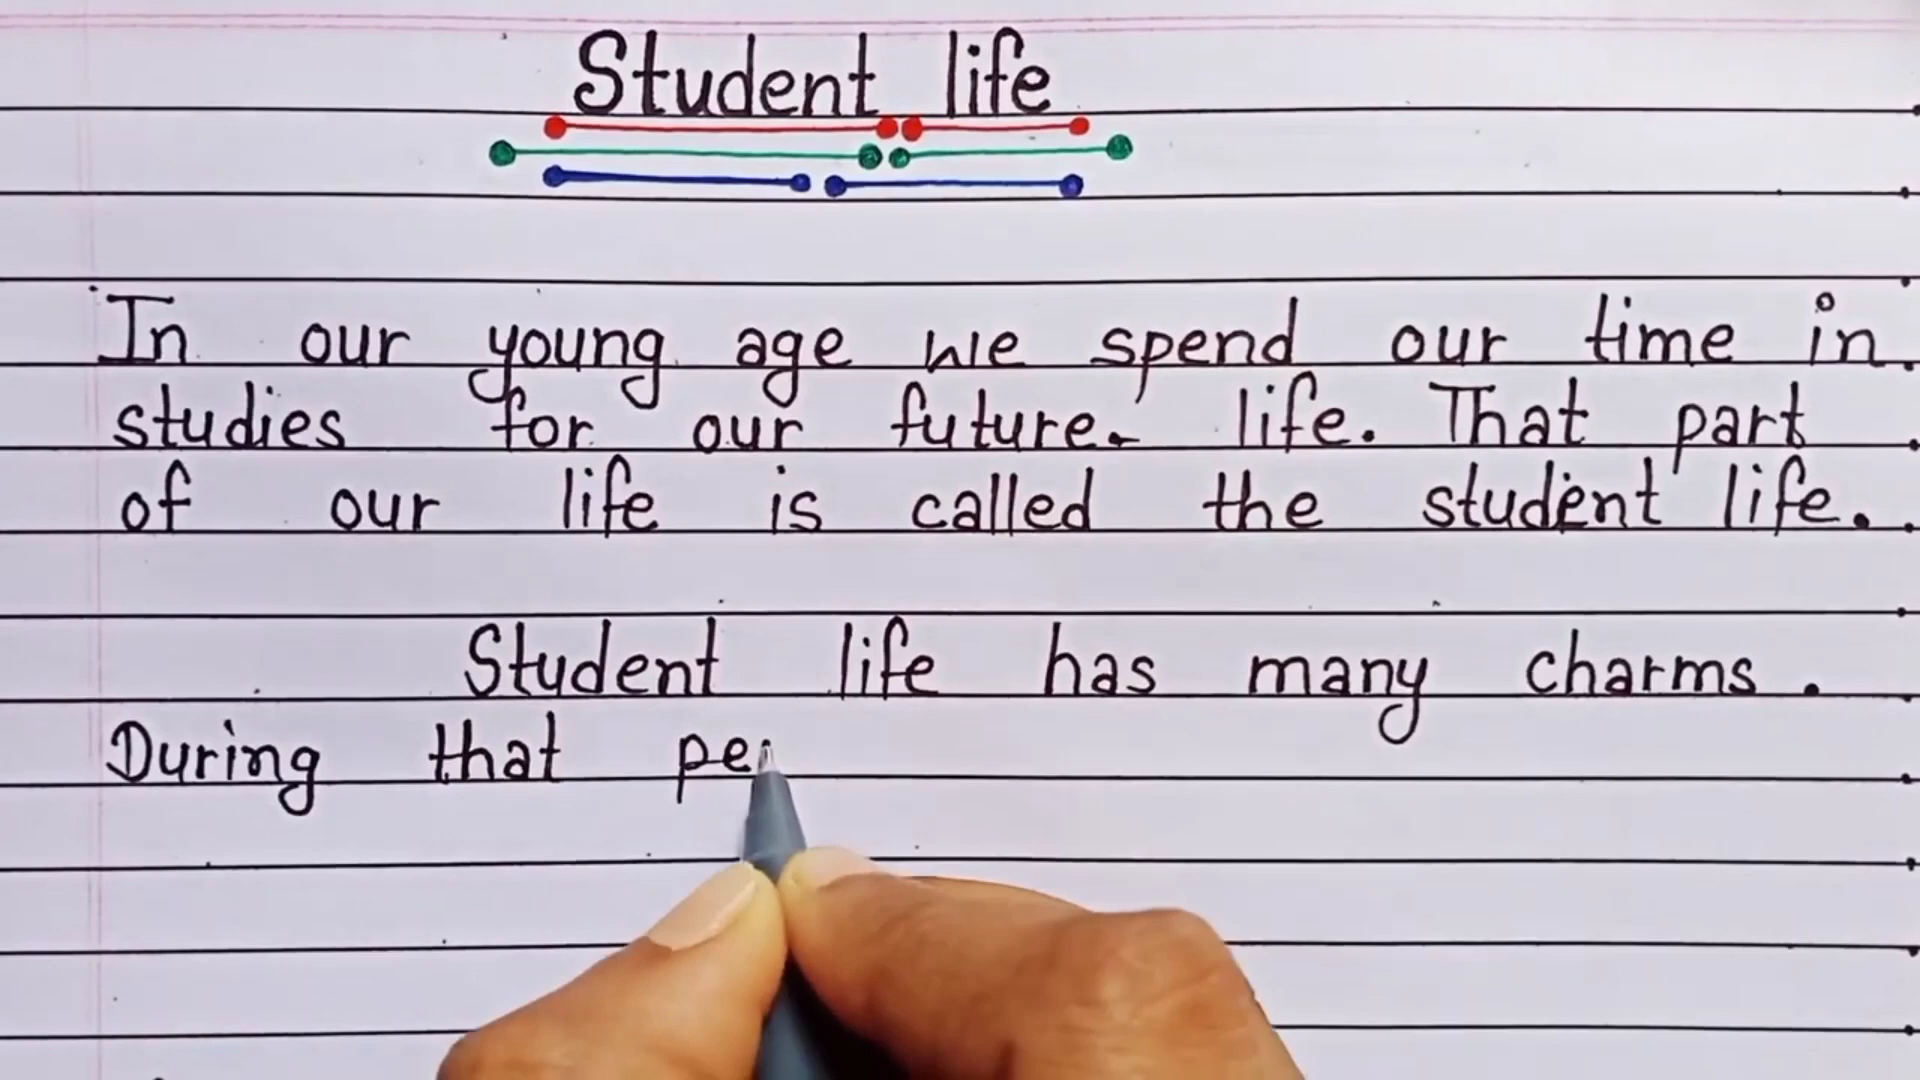 Student life
In our young age we spend our time in
studies for our future. life. That part
of our life is called the student life.
Student life has many charms.
During that pe